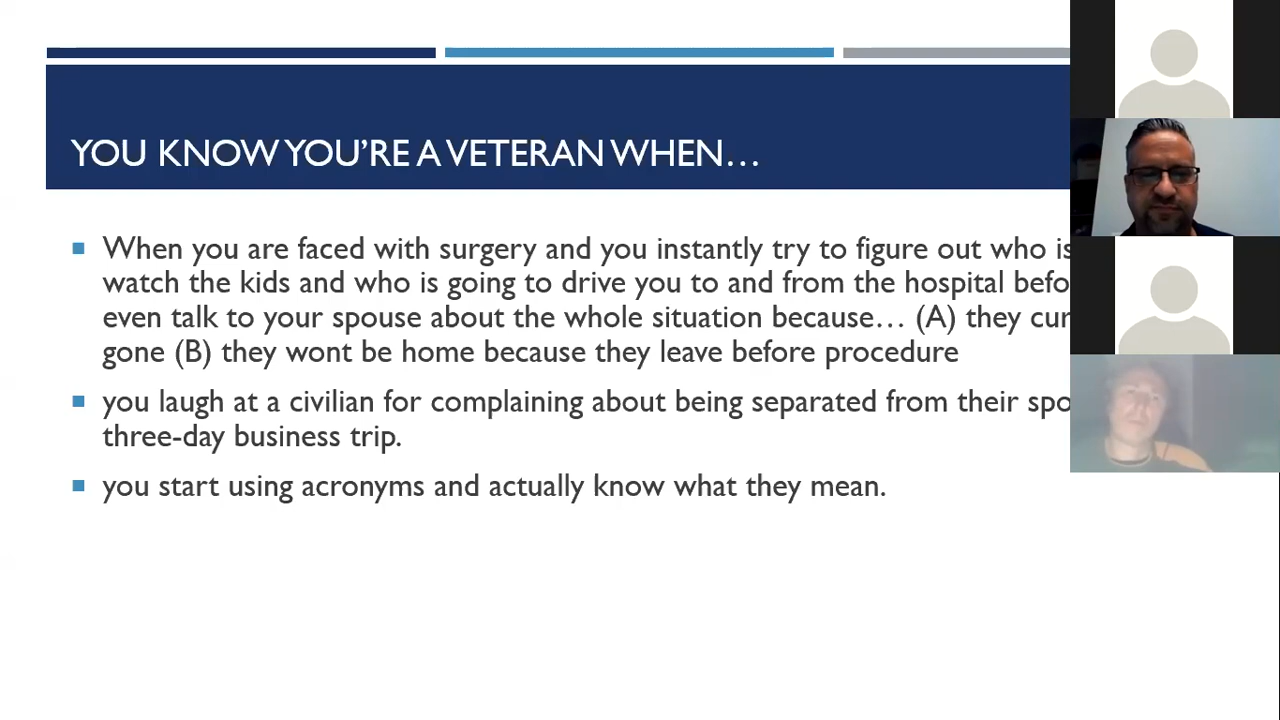 YOU KNOW YOU'RE A VETERAN WHEN…
When you are faced with surgery and you instantly try to figure out who is
watch the kids and who is going to drive you to and from the hospital
even talk to your spouse about the whole situation because… (A) they
gone (B) they wont be home because they leave before procedure
you laugh at a civilian for complaining about being separated from their
three-day business trip.
you start using acronyms and actually know what they mean.